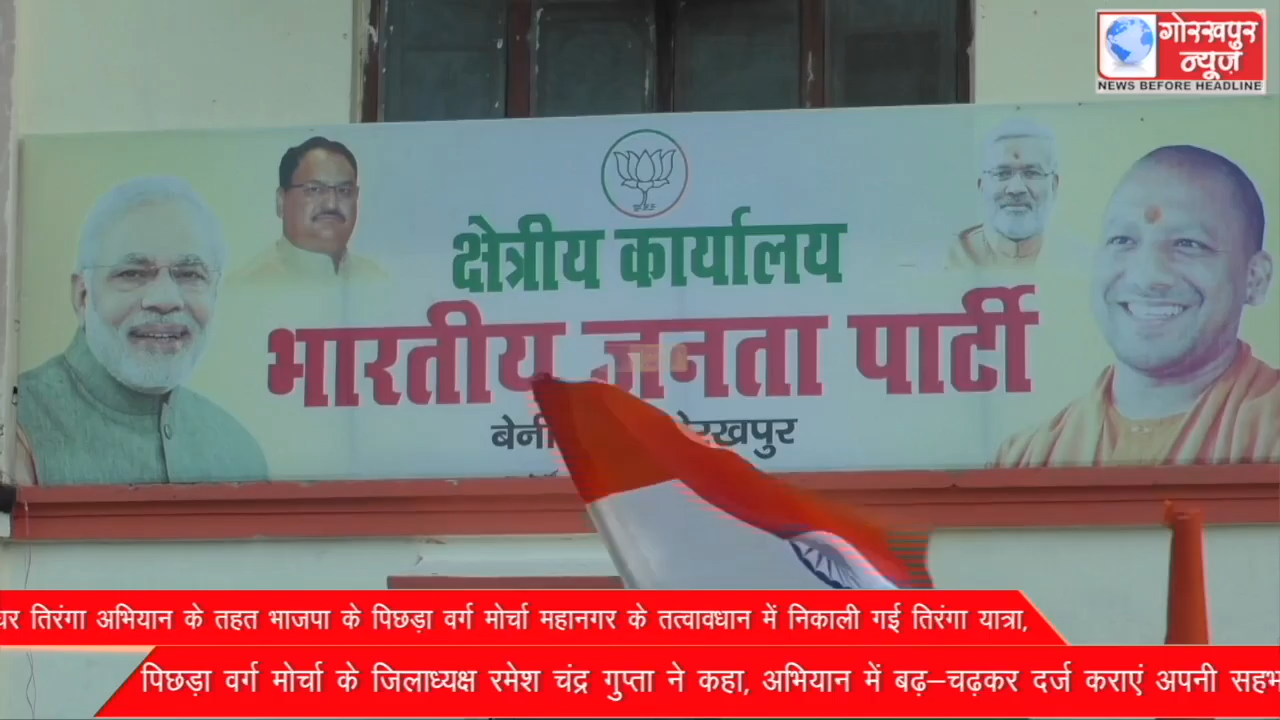 गोरखपुर
न्यूज़
NEWS BEFORE HEADLINE
क्षेत्रीय कार्यालय
भारतीय जनता पार्टी
तिरंगा अभियान के तहत भाजपा के पिछड़ा वर्ग मोर्चा महानगर के तत्वावधान में निकाली गई तिरंगा यात्रा,
पिछड़ा वर्ग मोर्चा के जिलाध्यक्ष रमेश चंद्र गुप्ता ने कहा, अभियान में बढ़–चढ़कर दर्ज कराएं अपनी